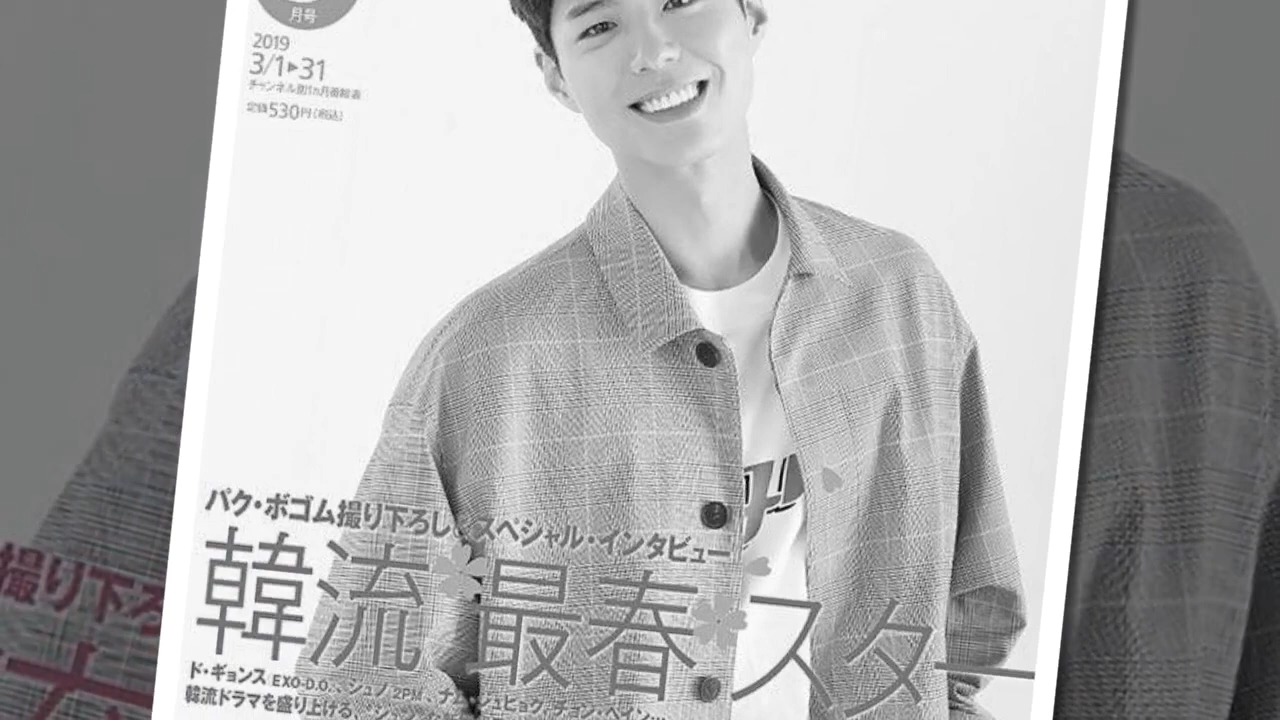 月号
2019
3/1▶31
チャンネル別1カ月番組表
定価530円(税込)
パク・ボゴム撮り下ろし、スペシャル・インタビュー
韓流 最春 スター
ド・ギョンス EXO-D.O.、ジュノ 2PM、
韓流ドラマを盛り上げる、
撮り下ろ